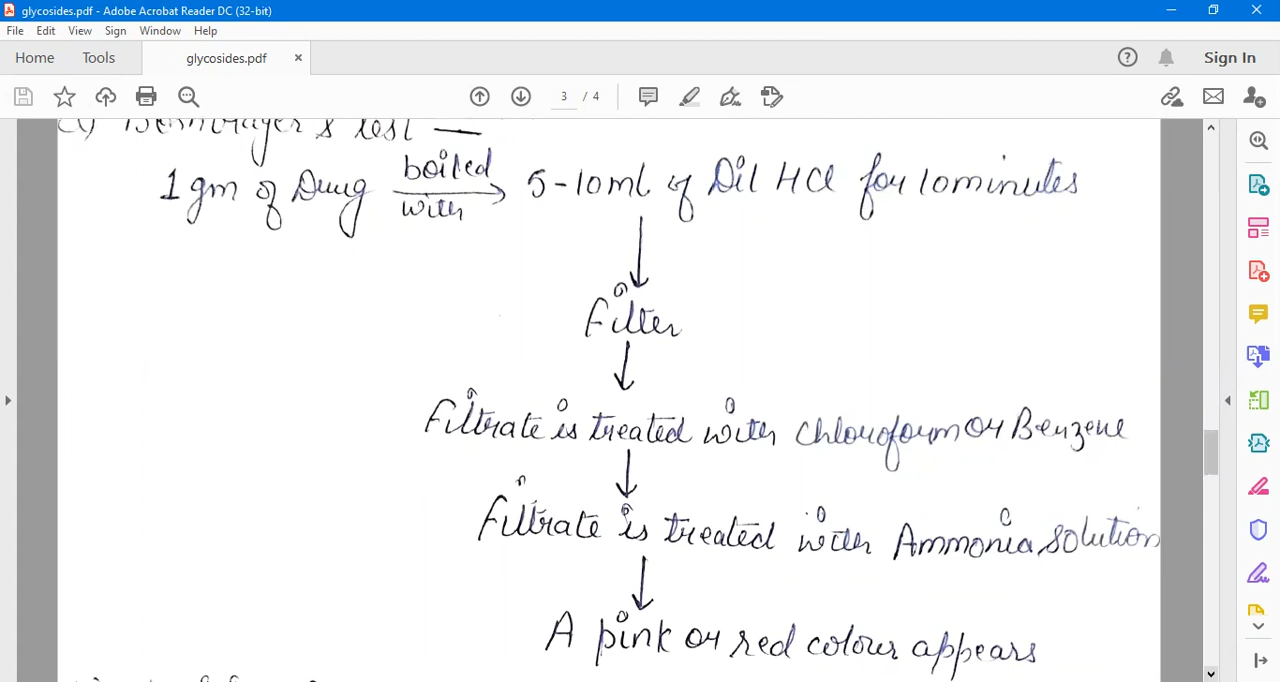 glycosides.pdf - Adobe Acrobat Reader DC (32-bit)
File Edit View Sign Window Help
Home Tools glycosides.pdf × Sign In
3 / 4
Test —
1 gm of Drug boiled with 5-10ml of Dil HCl for 10minutes
Filter
Filtrate is treated with Chloroform or Benzene
Filtrate is treated with Ammonia solution
A pink or red colour appears